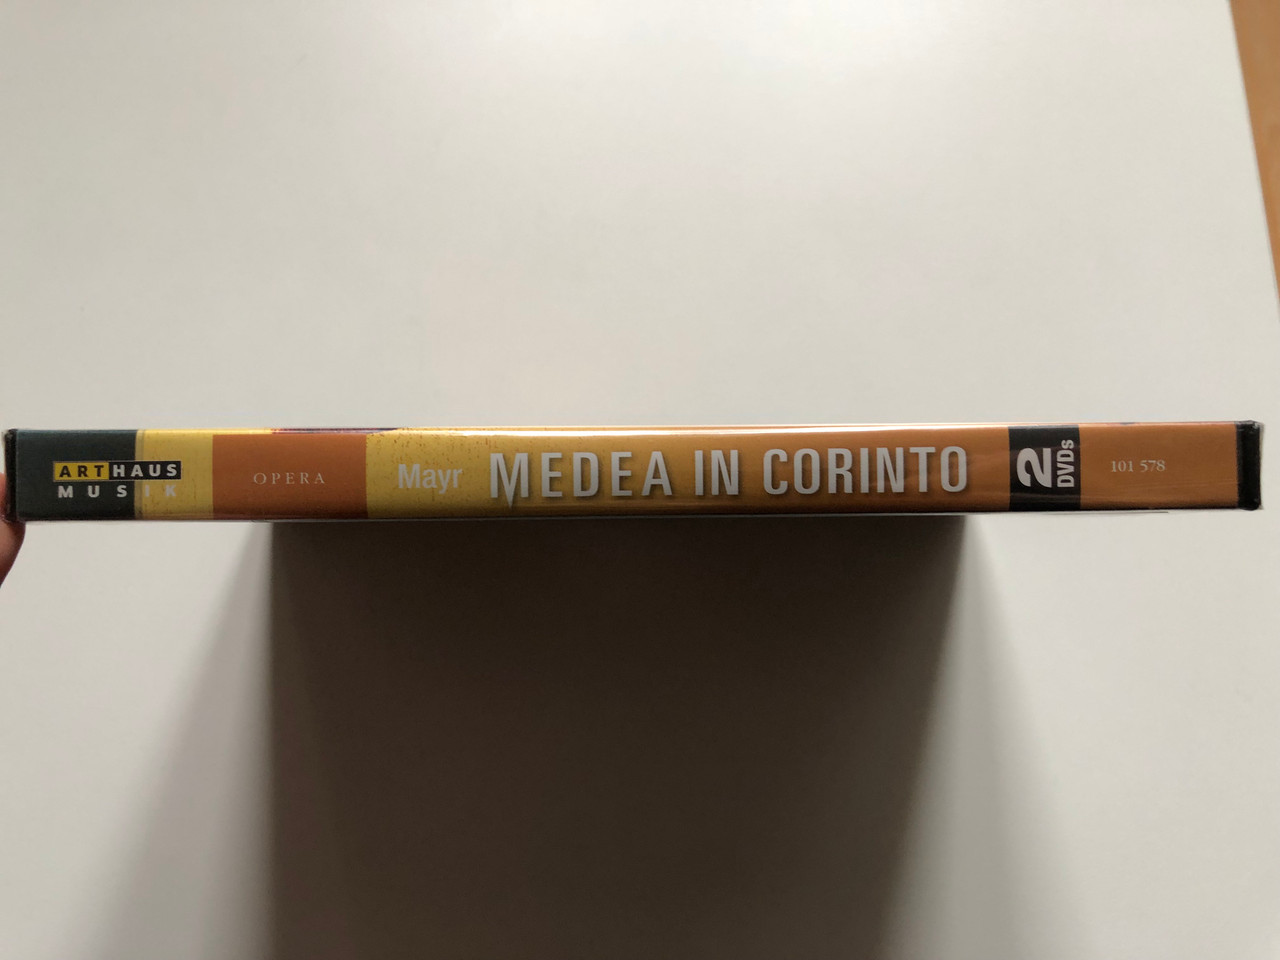 ARTHAUS
MUSIK
OPERA
Mayr MEDEA IN CORINTO
2
DVDs
101 578